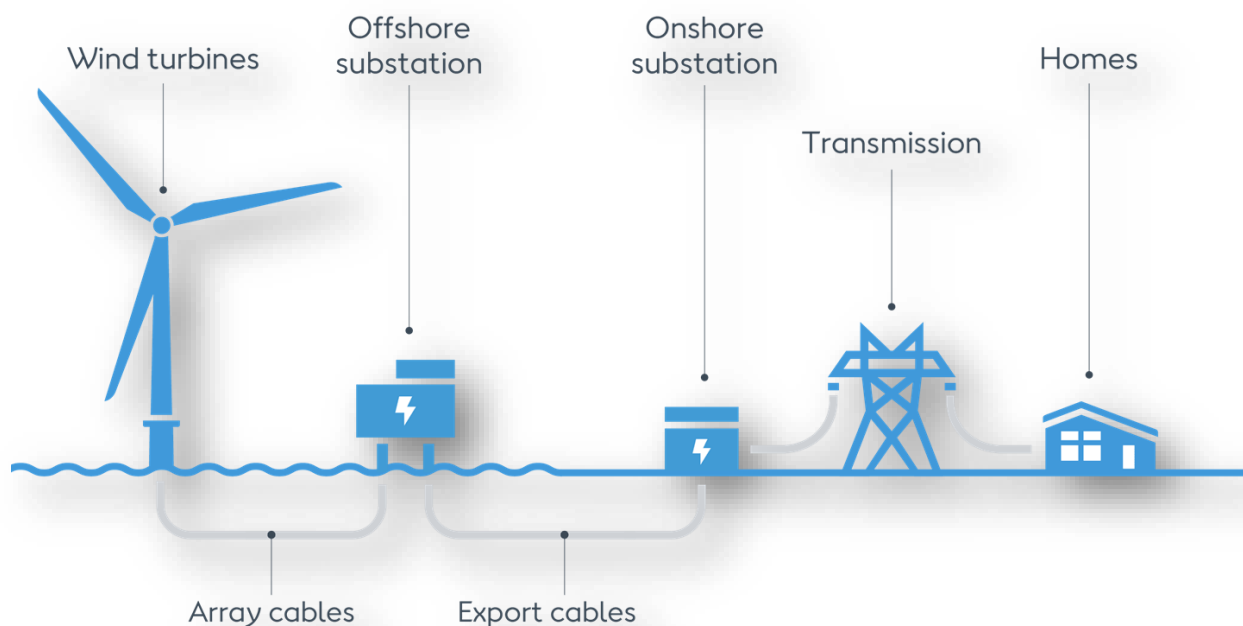 Wind turbines
Offshore
substation
Onshore
substation
Homes
Transmission
Array cables
Export cables